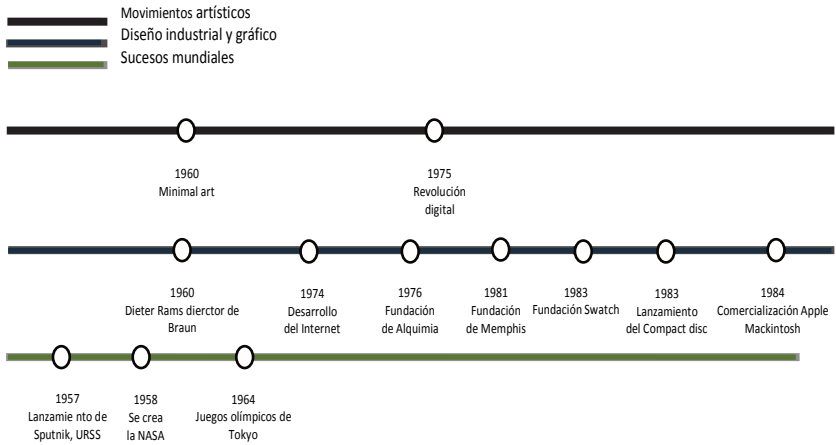 Movimientos artísticos
Diseño industrial y gráfico
Sucesos mundiales
1960
Minimal art
1975
Revolución
digital
1960
Dieter Rams dierctor de
Braun
1974
Desarrollo
del Internet
1976
Fundación
de Alquimia
1981
Fundación
de Memphis
1983
Fundación Swatch
1983
Lanzamiento
del Compact disc
1984
Comercialización Apple
Mackintosh
1957
Lanzamie nto de
Sputnik, URSS
1958
Se crea
la NASA
1964
Juegos olímpicos de
Tokyo